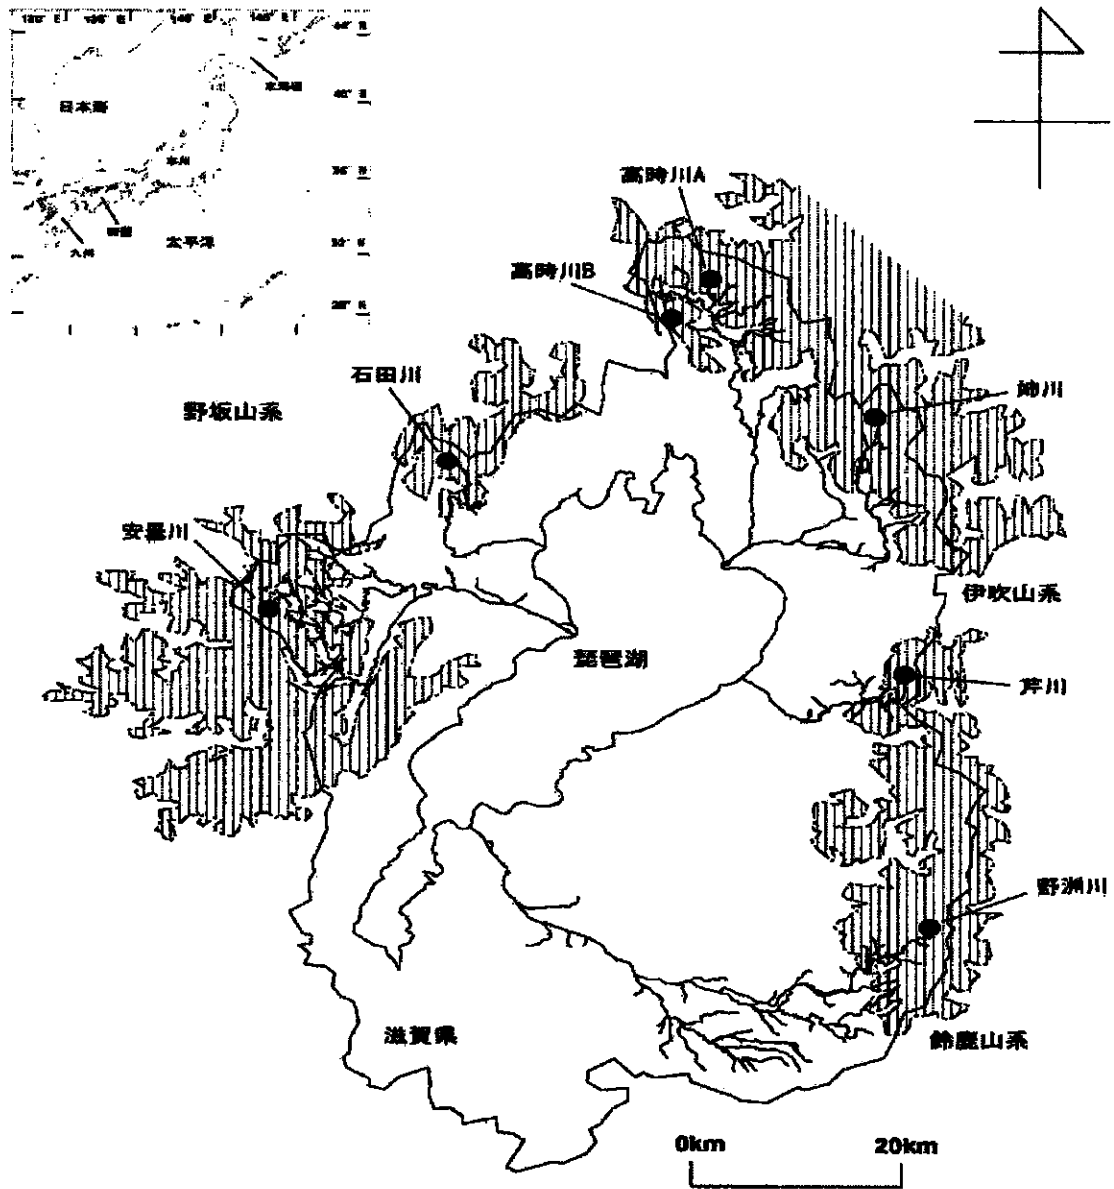 日本海
本州
四国
九州
太平洋
高時川A
高時川B
石田川
野坂山系
姉川
安曇川
伊吹山系
琵琶湖
芹川
野洲川
滋賀県
鈴鹿山系
0km
20km